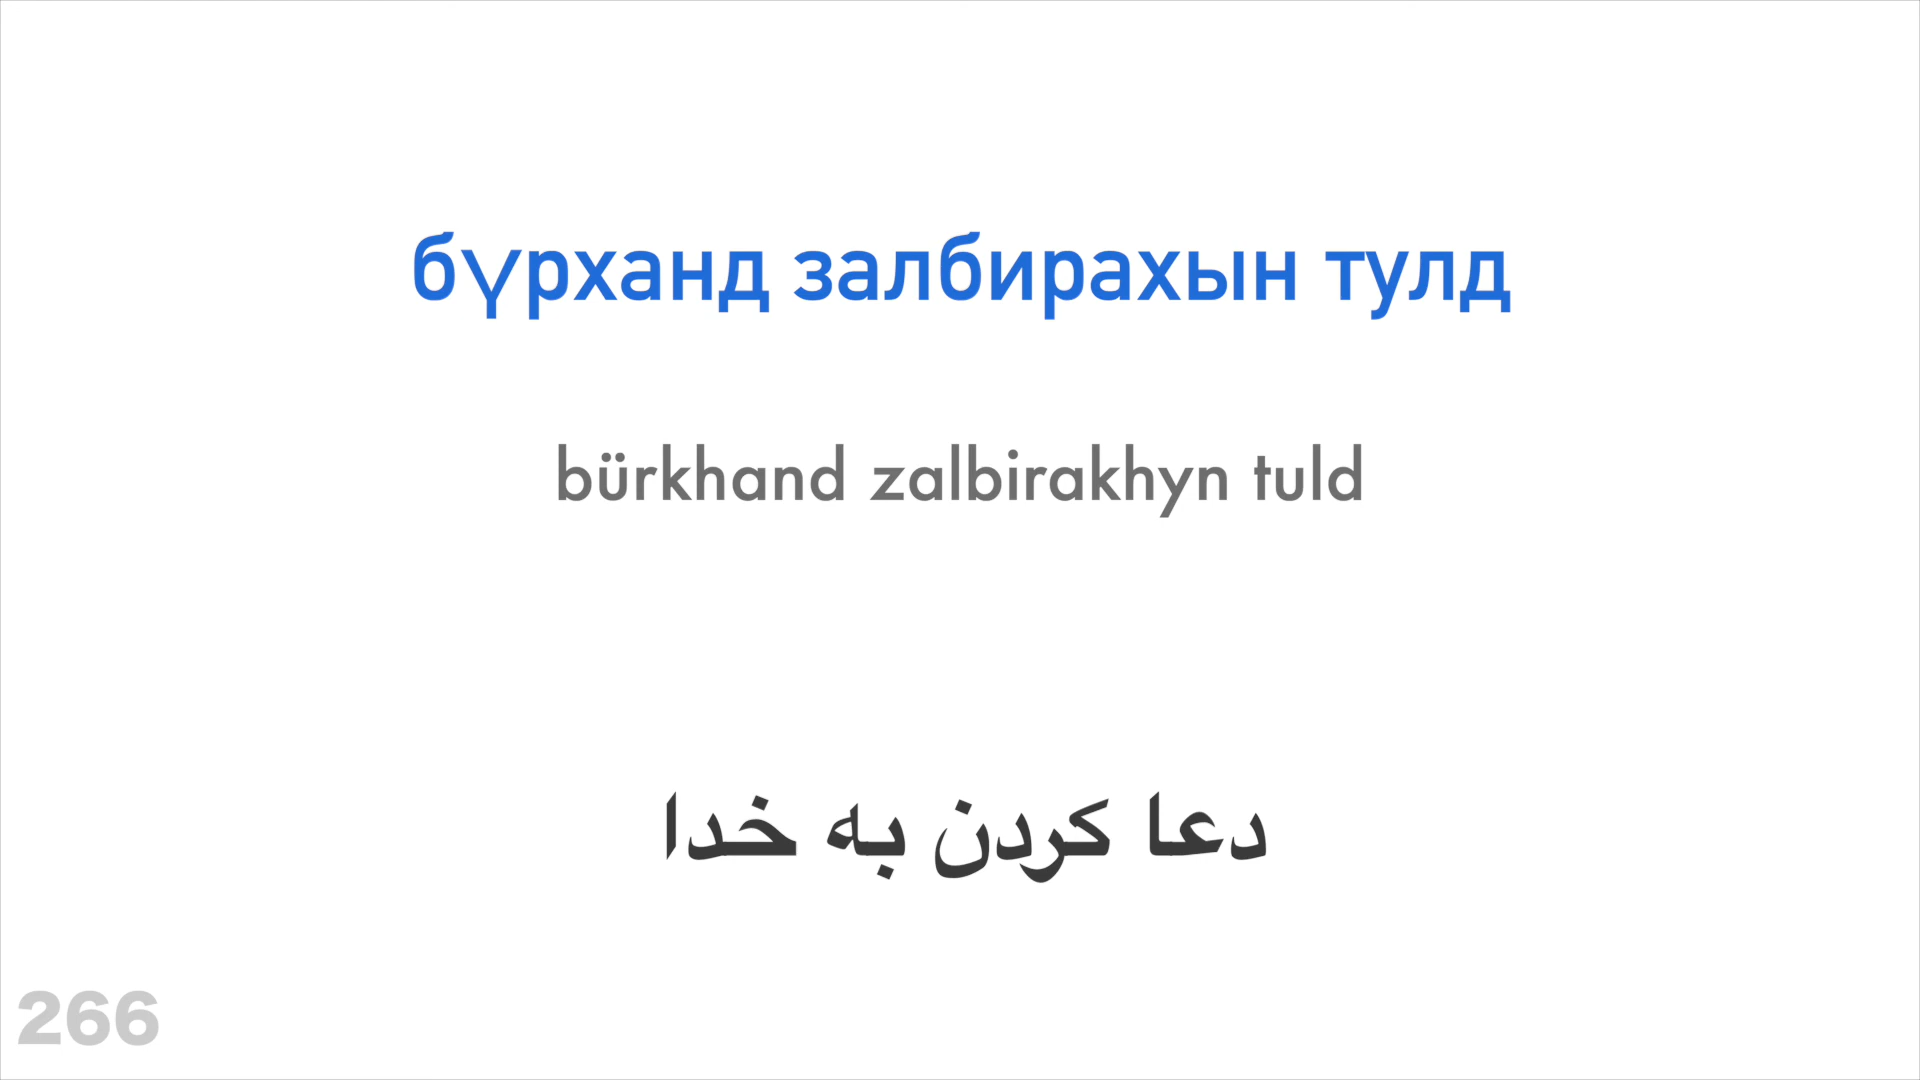 бүрханд залбирахын тулд
bürkhand zalbirakhyn tuld
دعا کردن به خدا
266